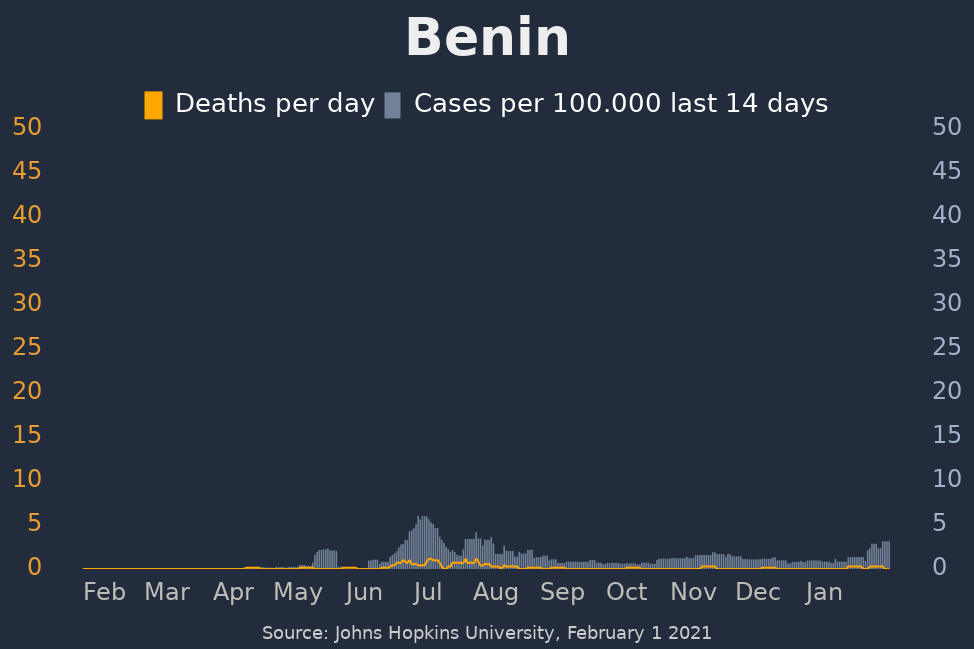 Benin
Deaths per day Cases per 100.000 last 14 days
50 50
45 45
40 40
35 35
30 30
25 25
20 20
15 15
10 10
5 5
0 0
Feb Mar Apr May Jun Jul Aug Sep Oct Nov Dec Jan
Source: Johns Hopkins University, February 1 2021